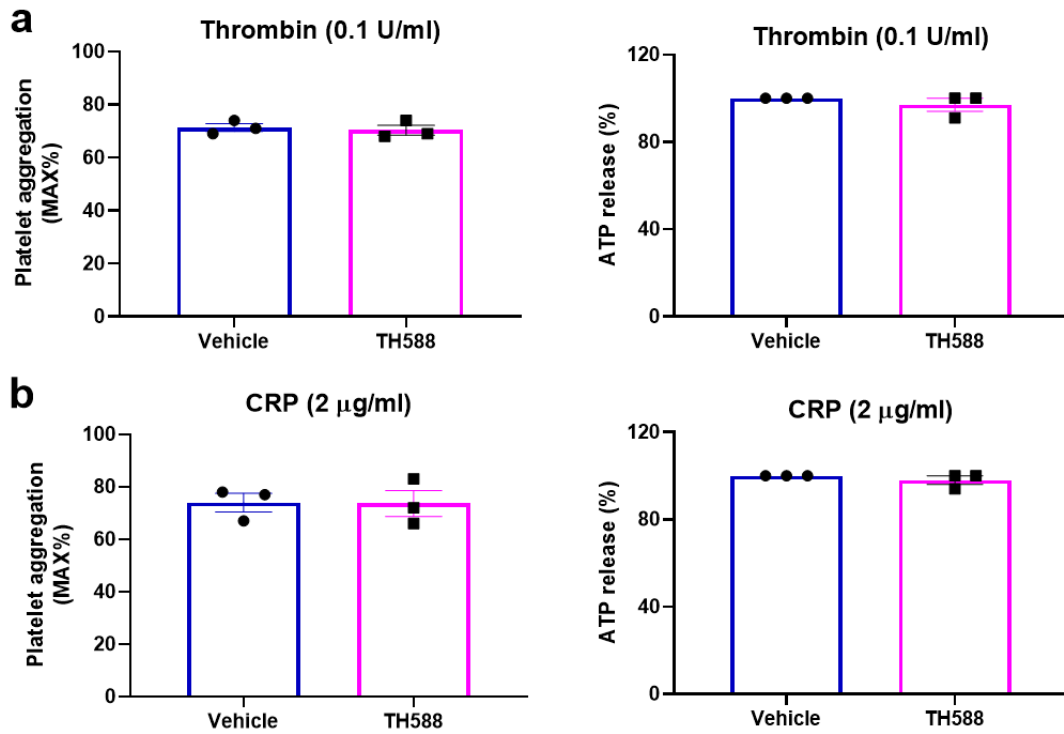 a
Thrombin (0.1 U/ml)
Platelet aggregation
(MAX%)
100
80
60
40
20
0
Vehicle
TH588
Thrombin (0.1 U/ml)
ATP release (%)
120
80
40
0
Vehicle
TH588
b
CRP (2 μg/ml)
Platelet aggregation
(MAX%)
100
80
60
40
20
0
Vehicle
TH588
CRP (2 μg/ml)
ATP release (%)
120
80
40
0
Vehicle
TH588